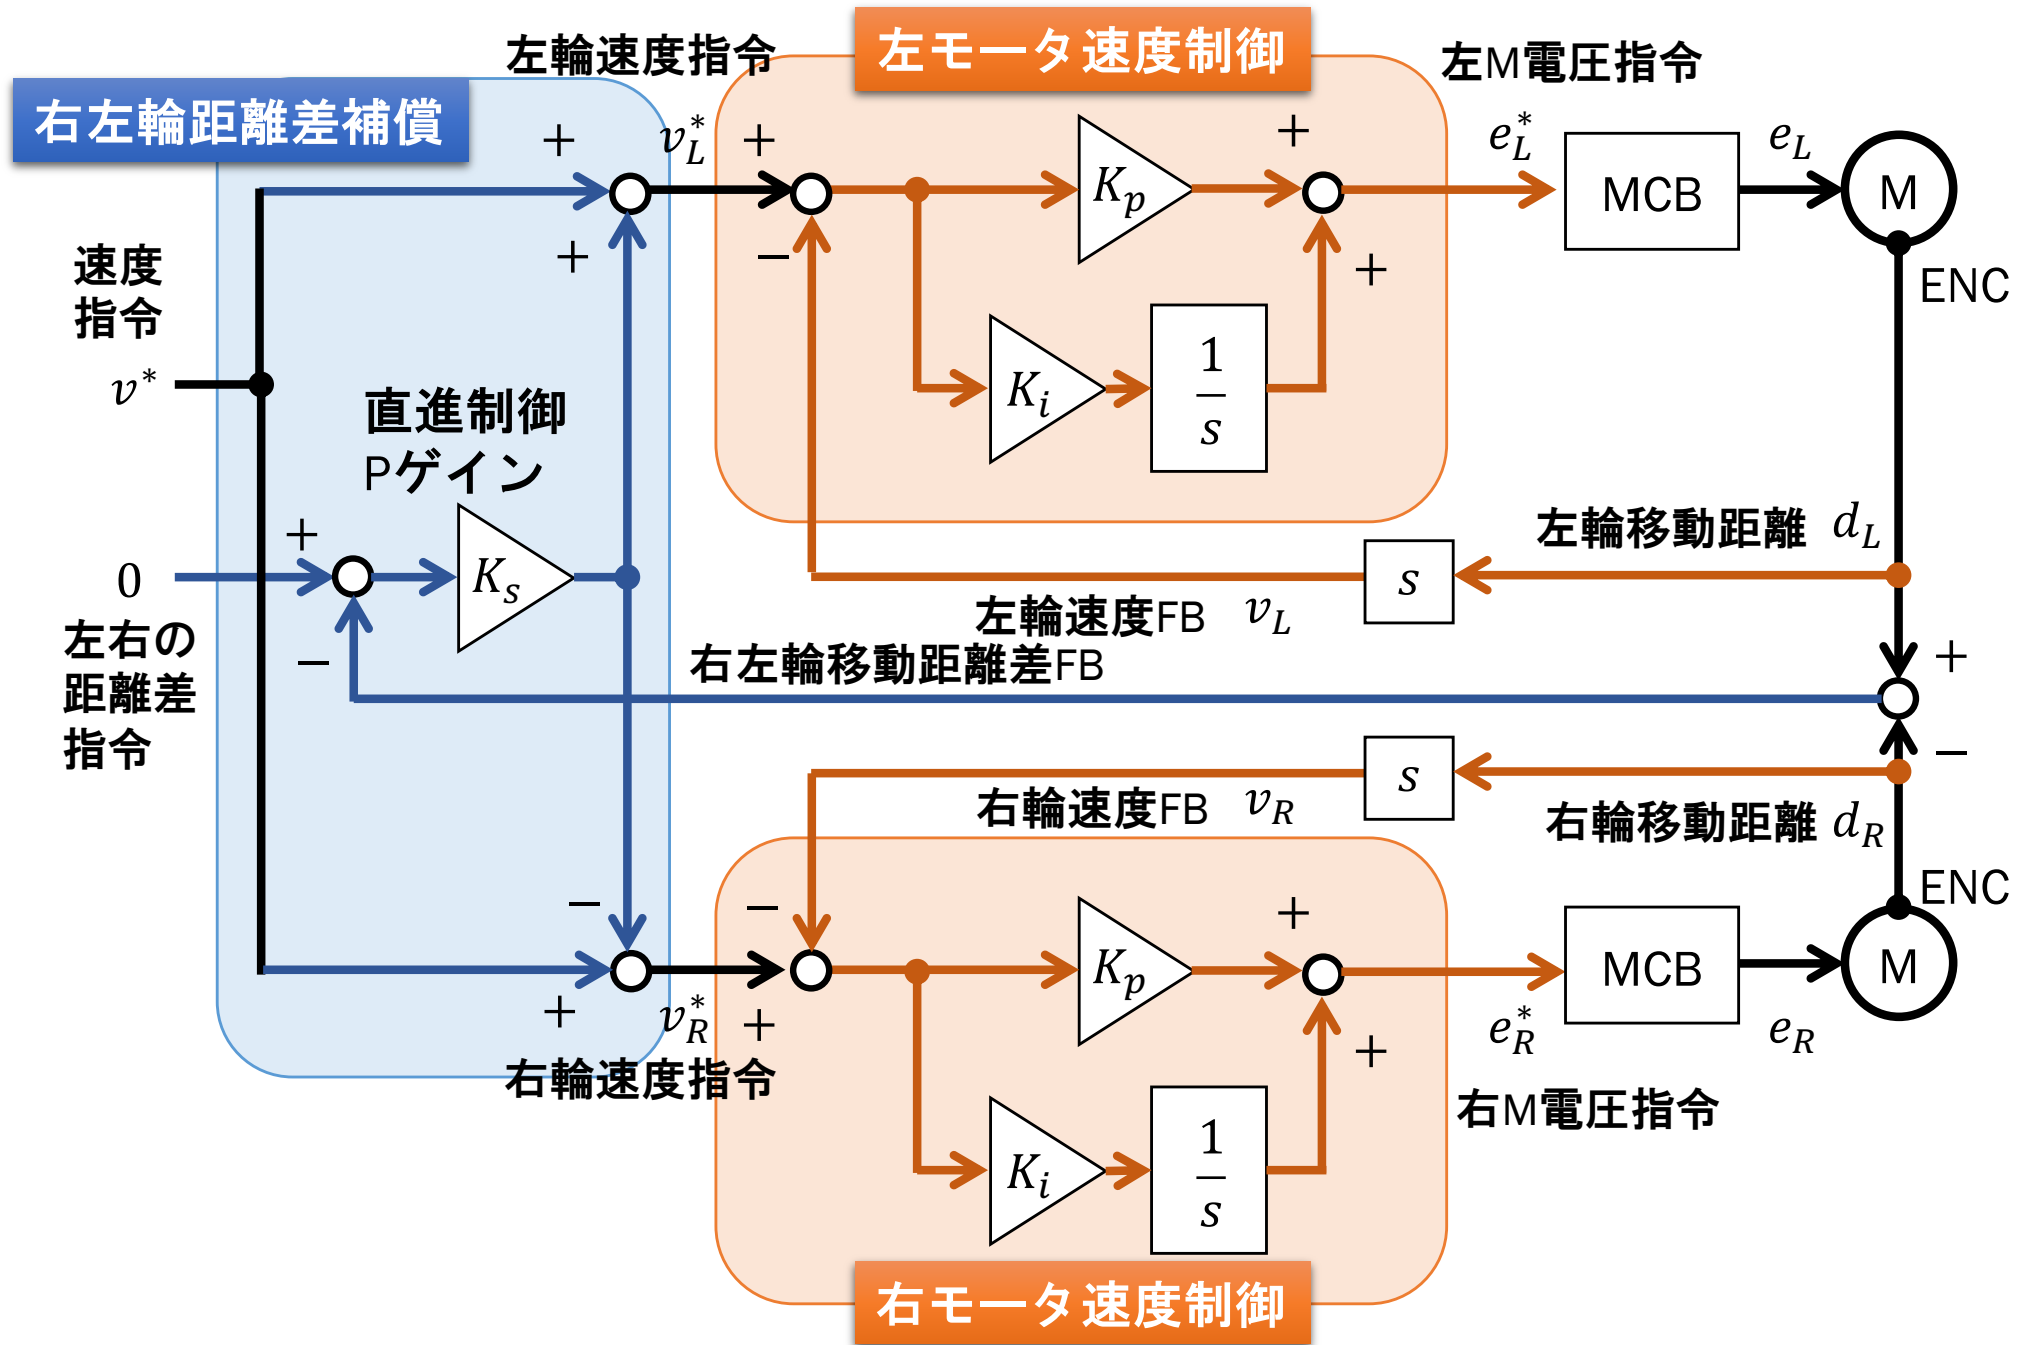 左モータ速度制御
左輪速度指令
左M電圧指令
右左輪距離差補償
+
v*L
+
Kp
+
e*L
MCB
eL
M
+
−
+
ENC
速度
指令
v*
直進制御
Pゲイン
Ki
1
s
+
0
Ks
左輪移動距離 dL
s
左輪速度FB vL
左右の
距離差
指令
−
右左輪移動距離差FB
+
−
s
右輪速度FB vR
右輪移動距離 dR
ENC
−
−
+
Kp
MCB
M
+
v*R
+
+
e*R
eR
右輪速度指令
右M電圧指令
Ki
1
s
右モータ速度制御